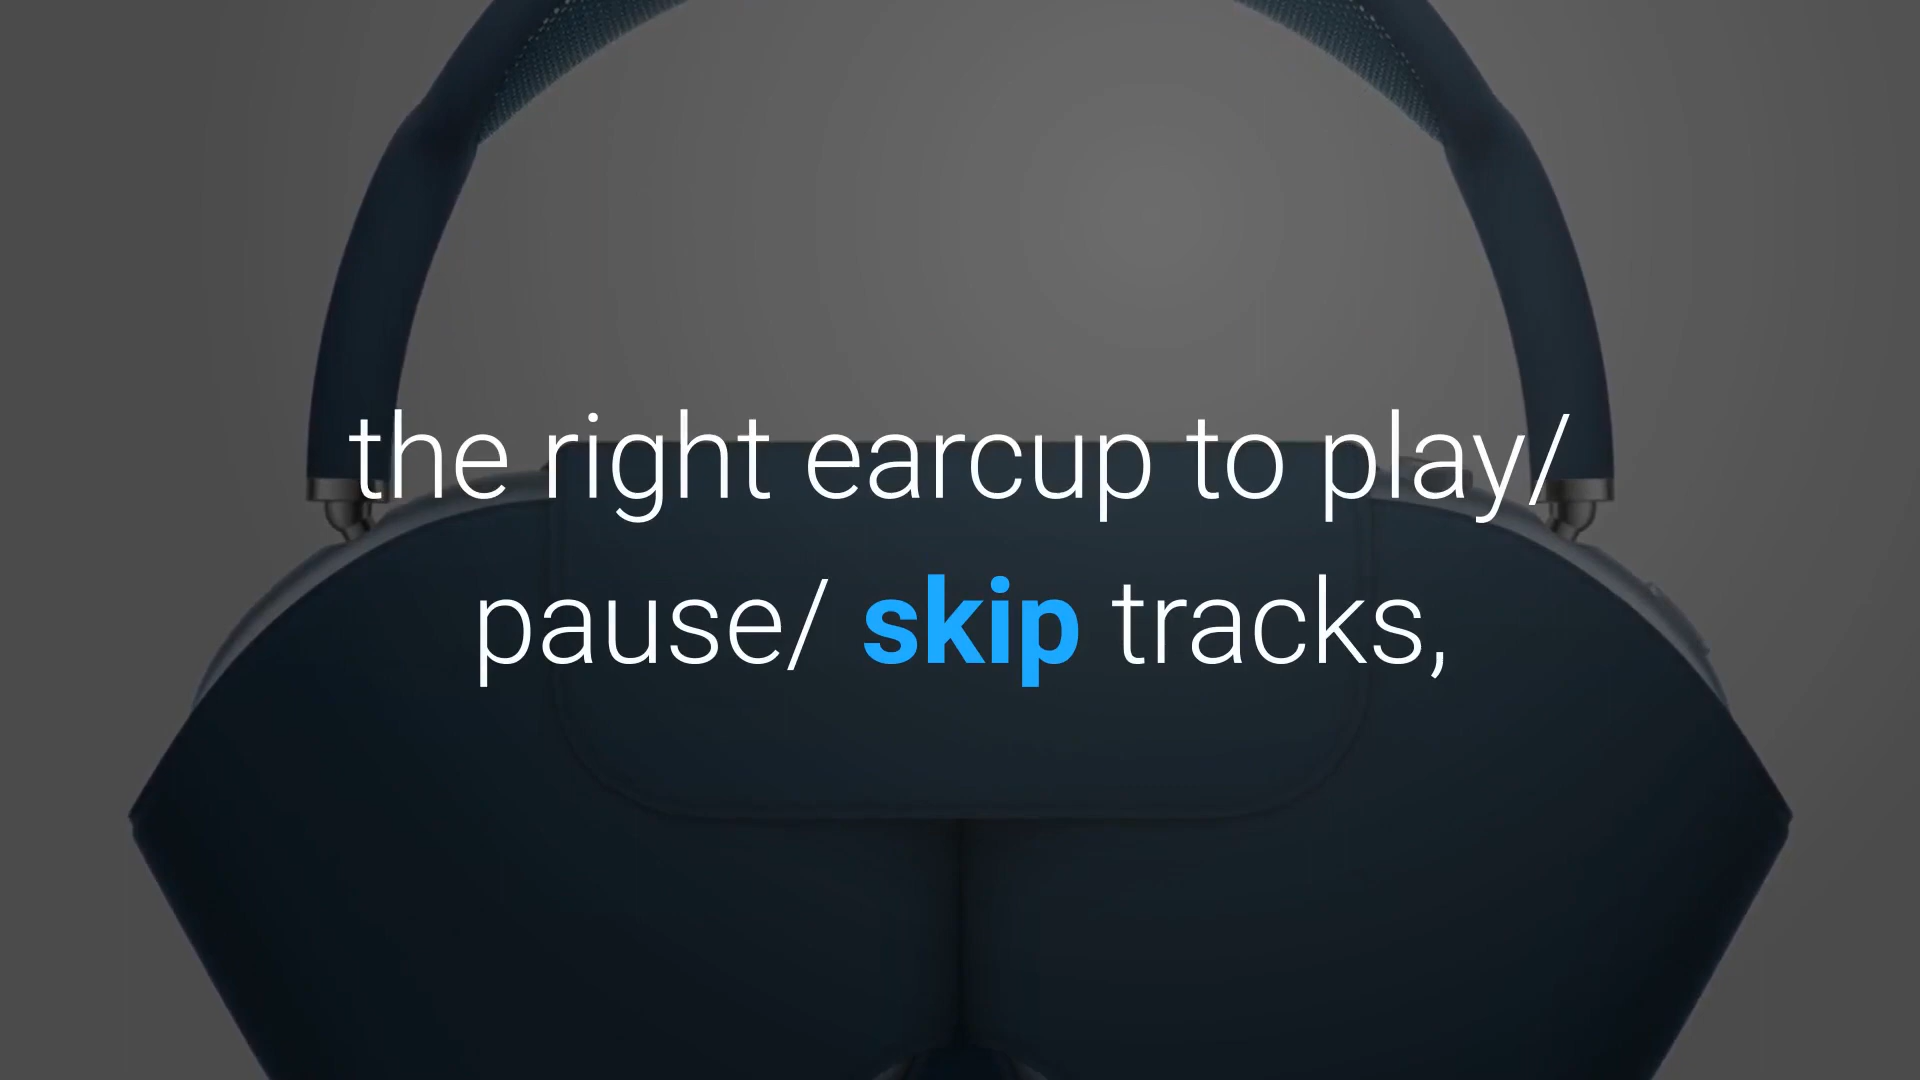 the right earcup to play/
pause/ skip tracks,